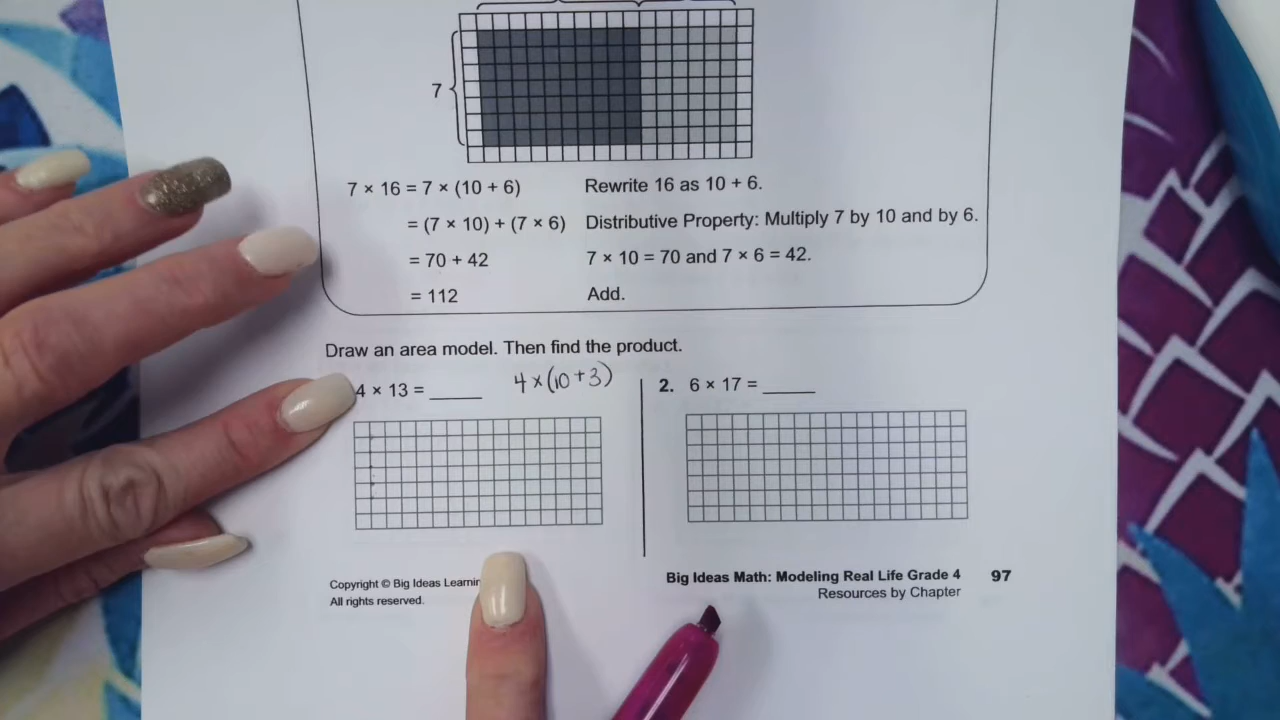 7
7 × 16 = 7 × (10 + 6) Rewrite 16 as 10 + 6.
= (7 × 10) + (7 × 6) Distributive Property: Multiply 7 by 10 and by 6.
= 70 + 42 7 × 10 = 70 and 7 × 6 = 42.
= 112 Add.
Draw an area model. Then find the product.
4 × 13 = _____ 4 × (10 + 3)
2. 6 × 17 = _____
Copyright © Big Ideas
All rights reserved.
Big Ideas Math: Modeling Real Life Grade 4 97
Resources by Chapter